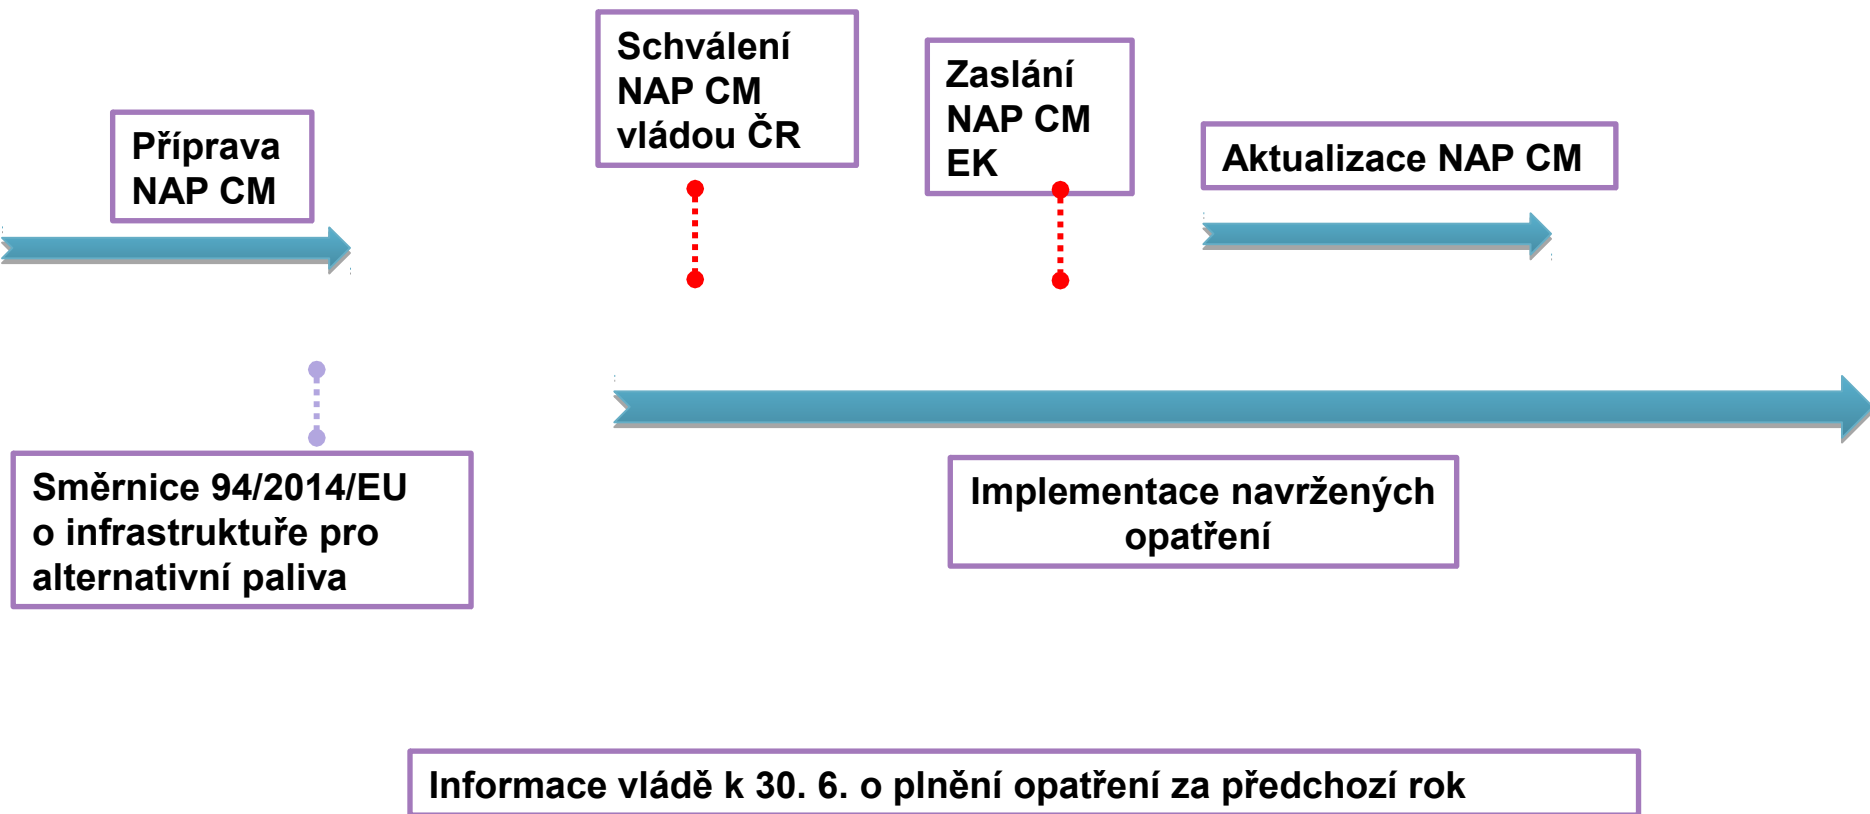 Schválení
NAP CM
vládou ČR
Zaslání
NAP CM
EK
Příprava
NAP CM
Aktualizace NAP CM
Směrnice 94/2014/EU
o infrastruktuře pro
alternativní paliva
Implementace navržených
opatření
Informace vládě k 30. 6. o plnění opatření za předchozí rok